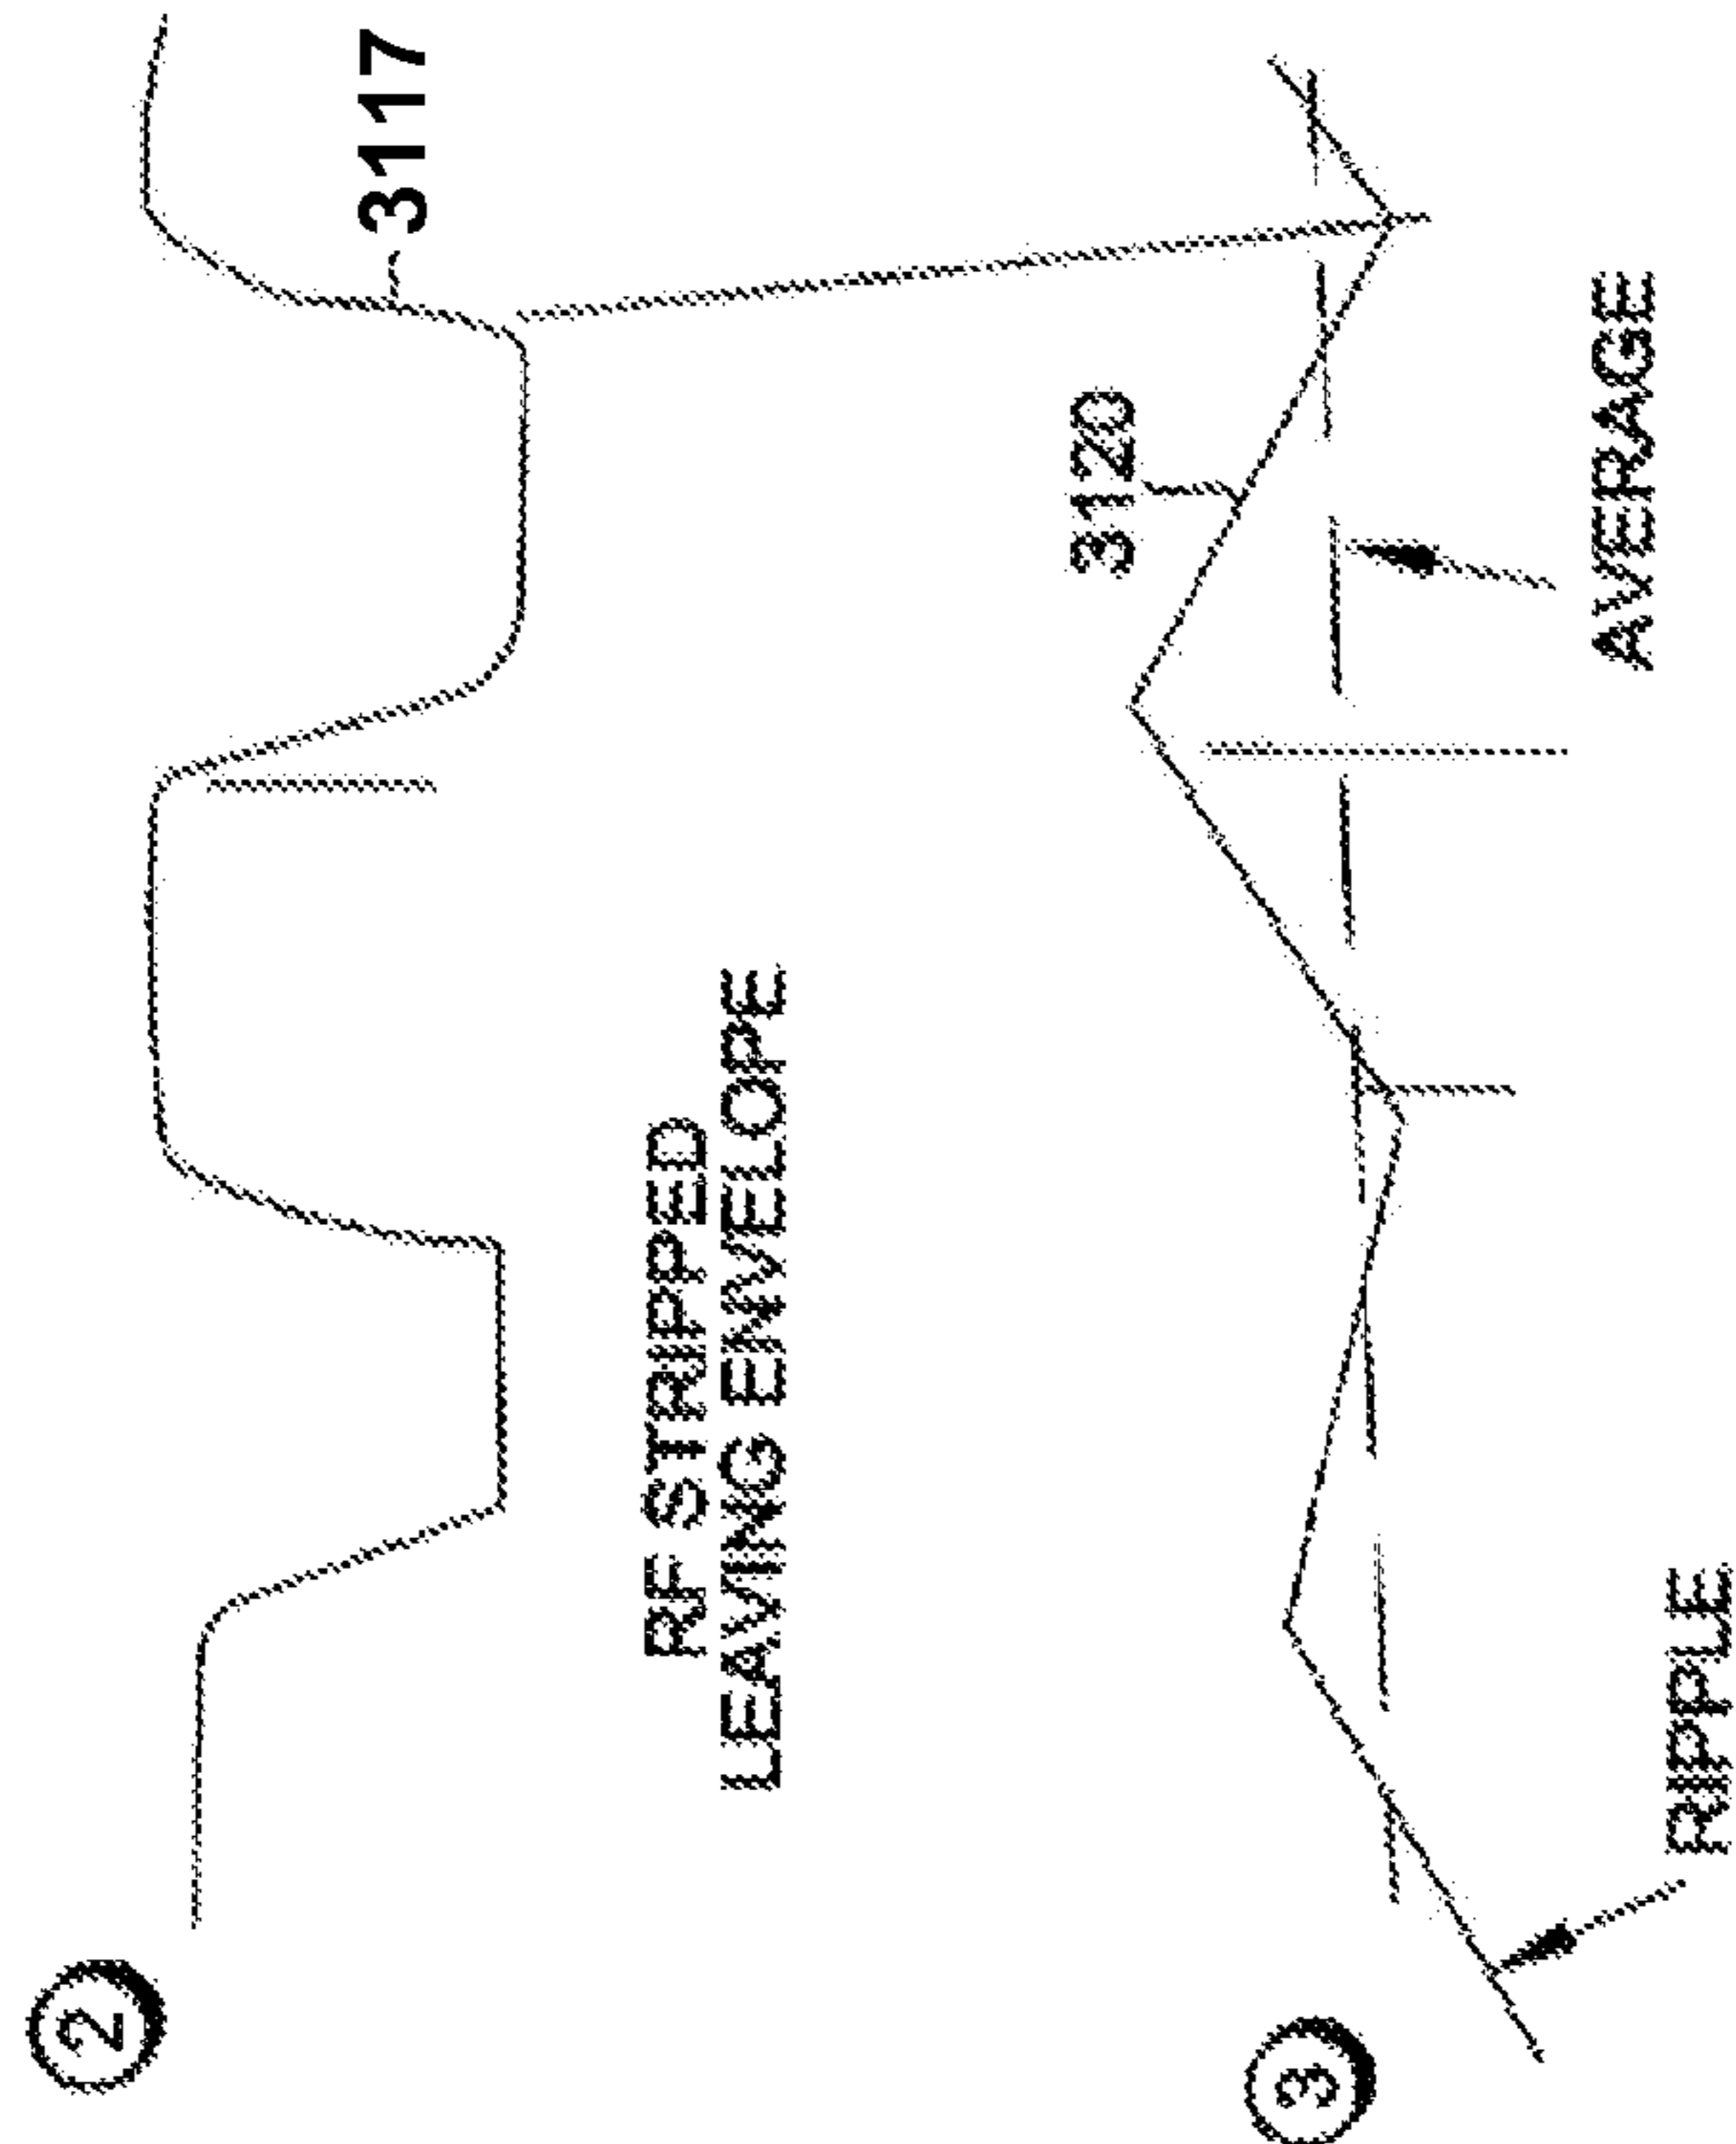 2
3117
RF STRIPPED
LEAVING ENVELOPE
3
3120
AVERAGE
RIPPLE